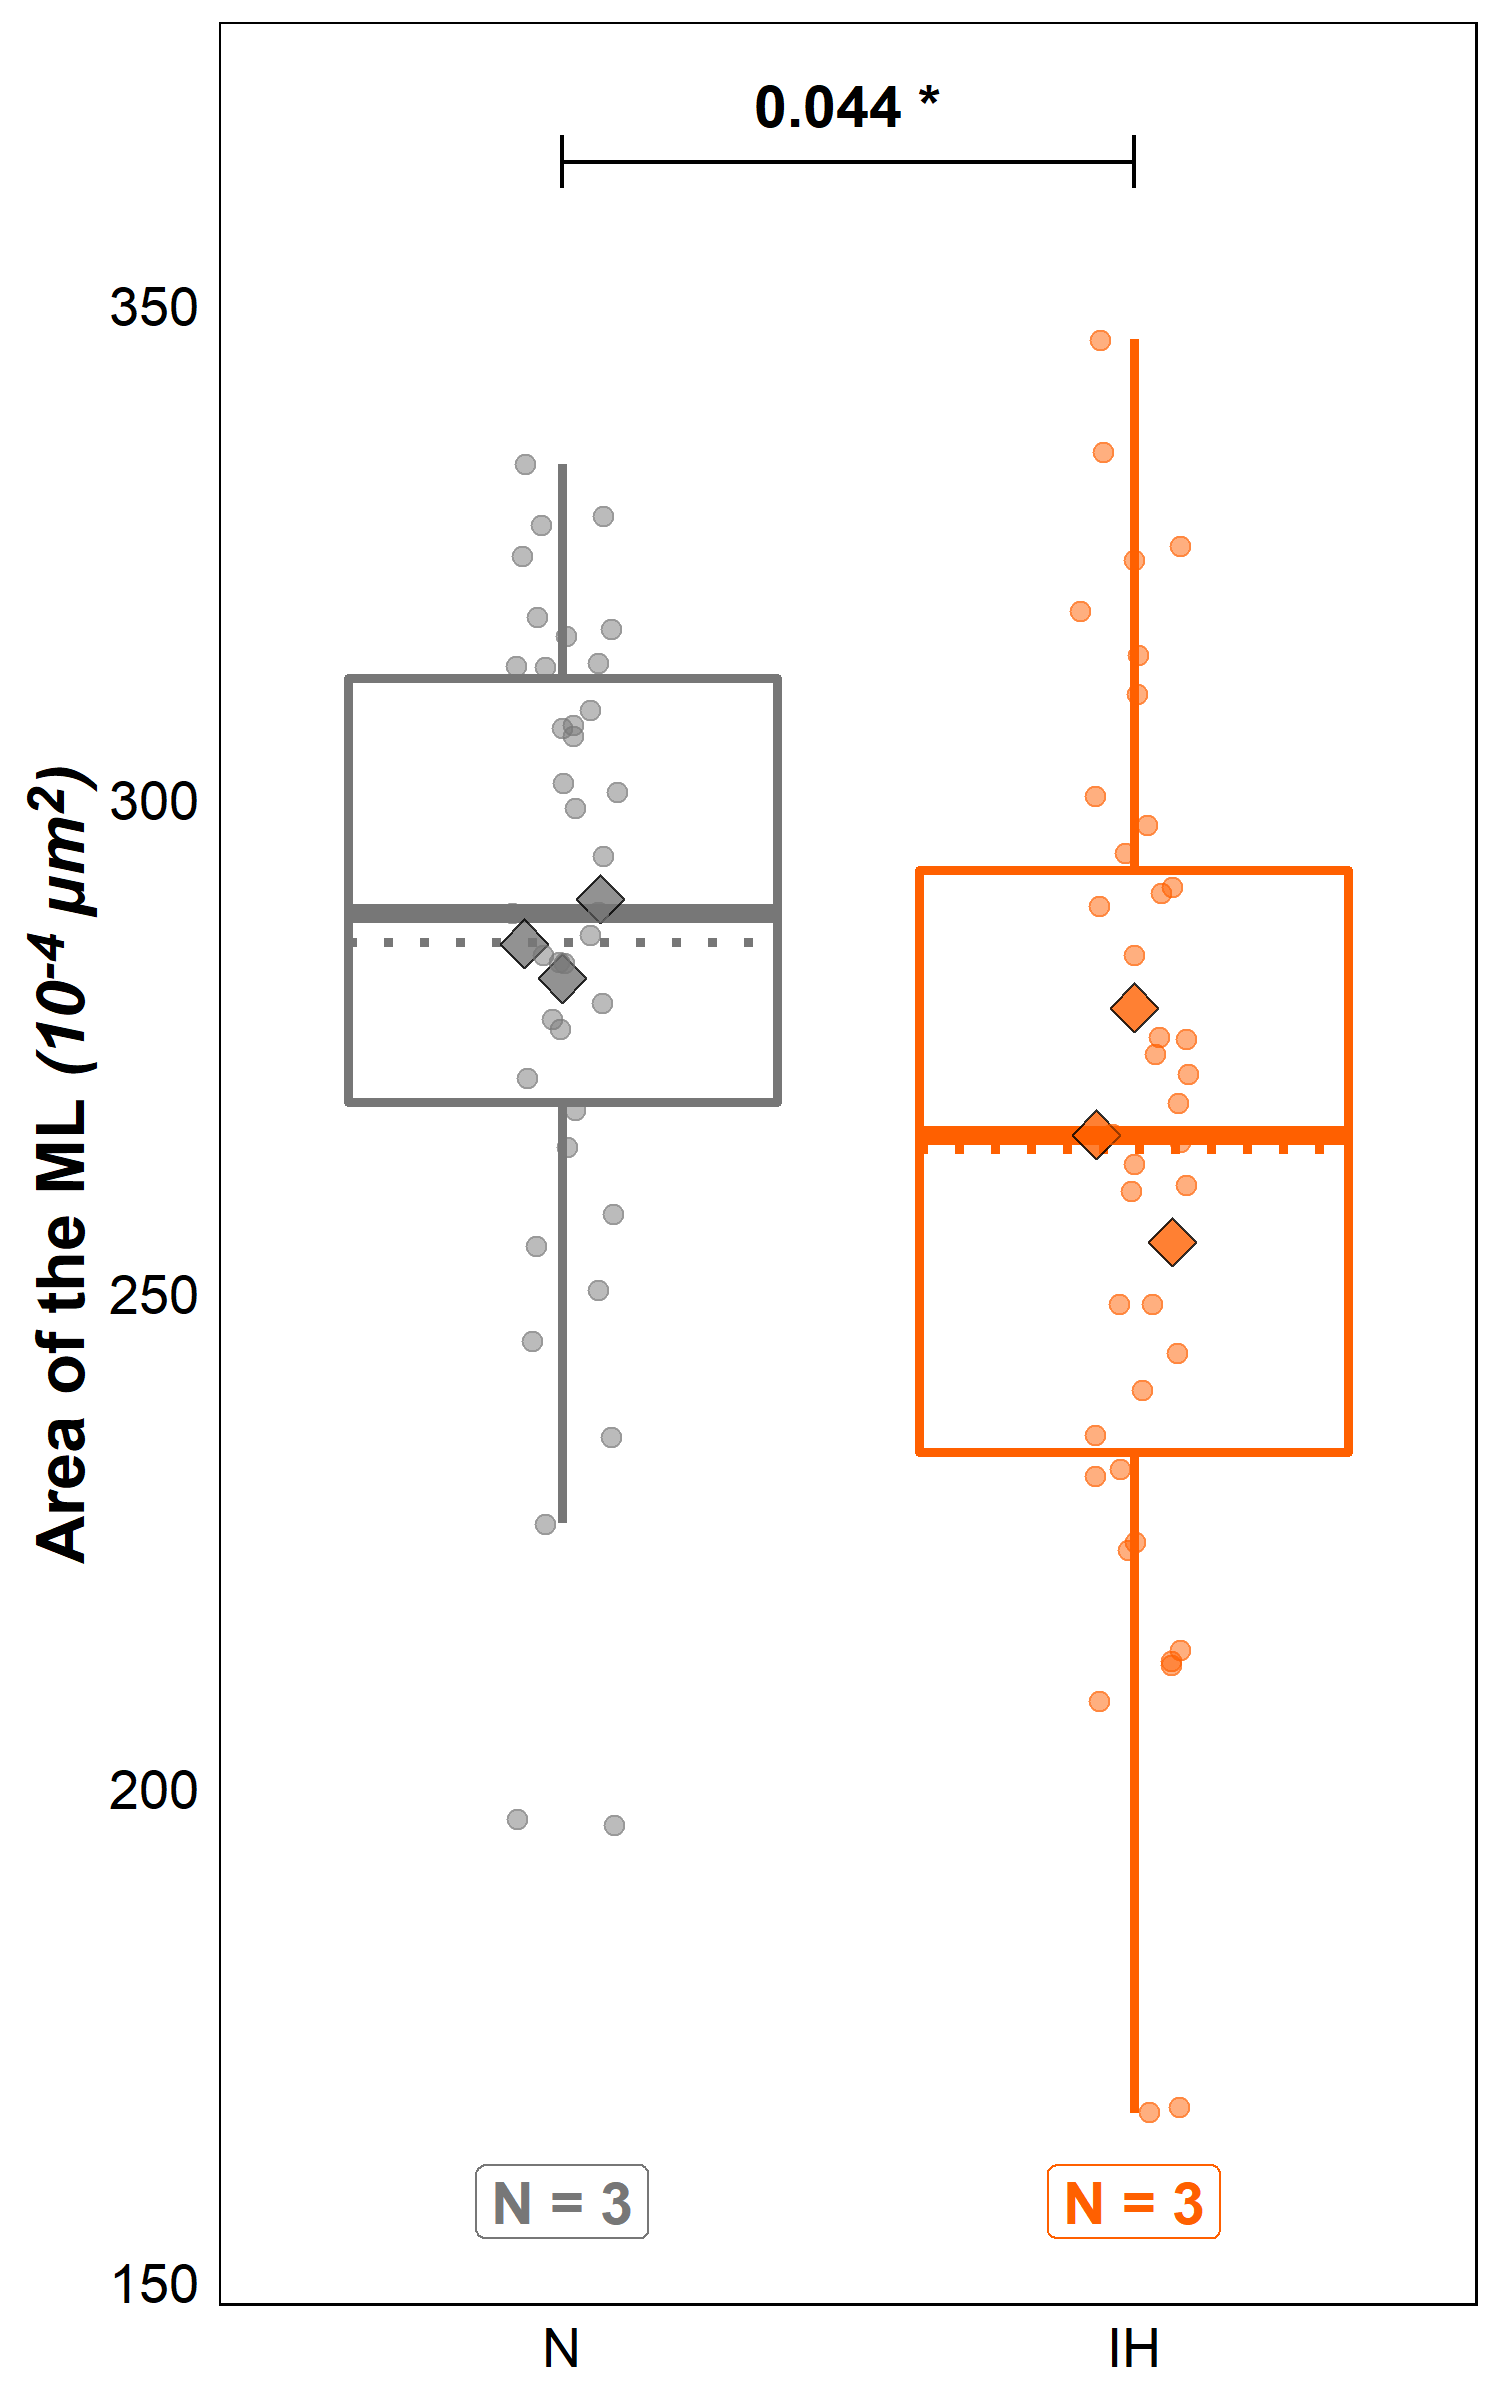 0.044 *
350
300
250
200
150
Area of the ML (10⁻⁴ µm²)
N = 3
N = 3
N
IH